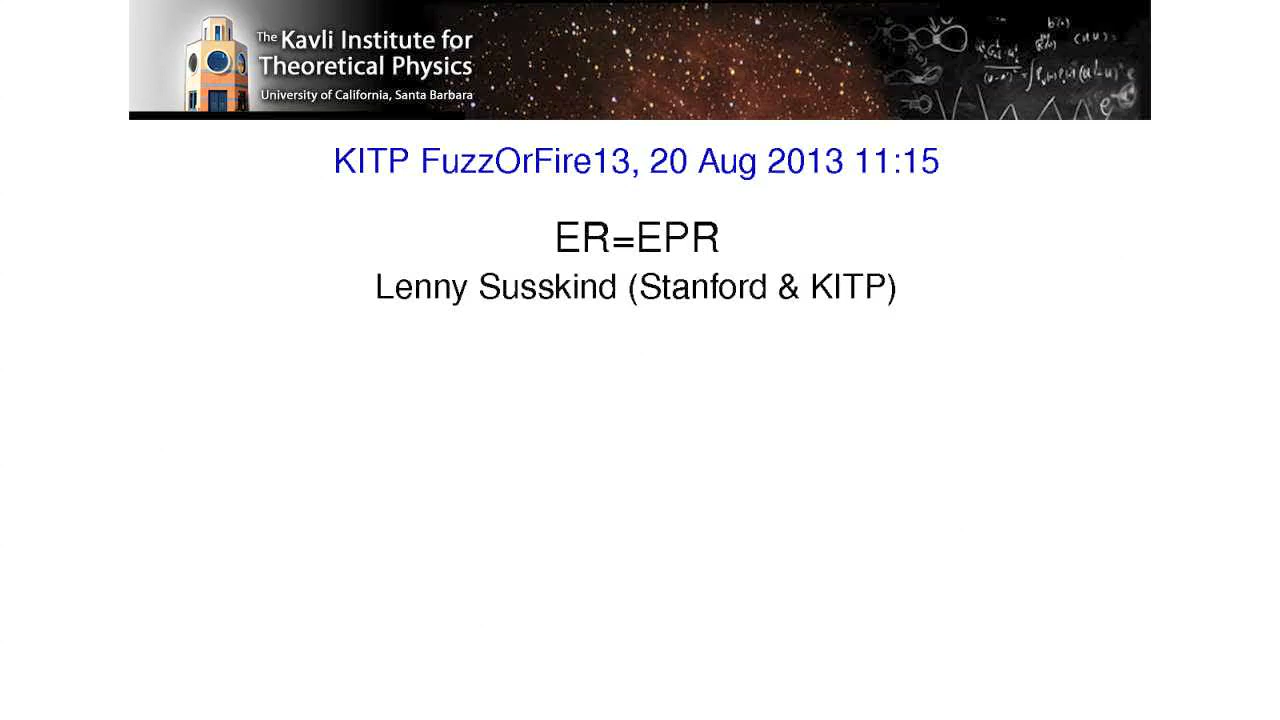 The Kavli Institute for
Theoretical Physics
University of California, Santa Barbara
KITP FuzzOrFire13, 20 Aug 2013 11:15
ER=EPR
Lenny Susskind (Stanford & KITP)